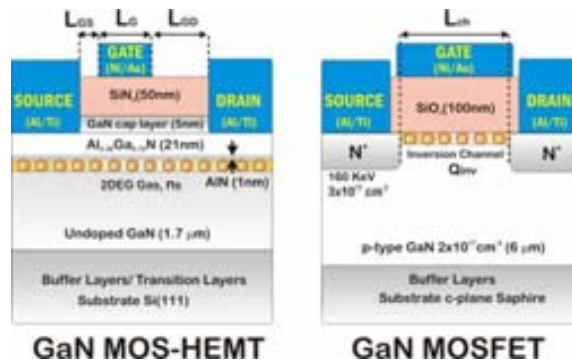 LGS LG LGD
GATE
(Ni/Au)
SOURCE
(Al/Ti)
SiNx(50nm)
DRAIN
(Al/Ti)
GaN cap layer (5nm)
N (21nm)
2DEG Gas, ns
AlN (1nm)
Undoped GaN (1.7 μm)
Buffer Layers/ Transition Layers
Substrate Si(111)
GaN MOS-HEMT
Lch
GATE
(Ni/Au)
SOURCE
(Al/Ti)
SiO2(100nm)
DRAIN
(Al/Ti)
N+
N+
Inversion Channel
Qinv
160 KeV
p-type GaN (6 μm)
Buffer Layers
Substrate c-plane Saphire
GaN MOSFET